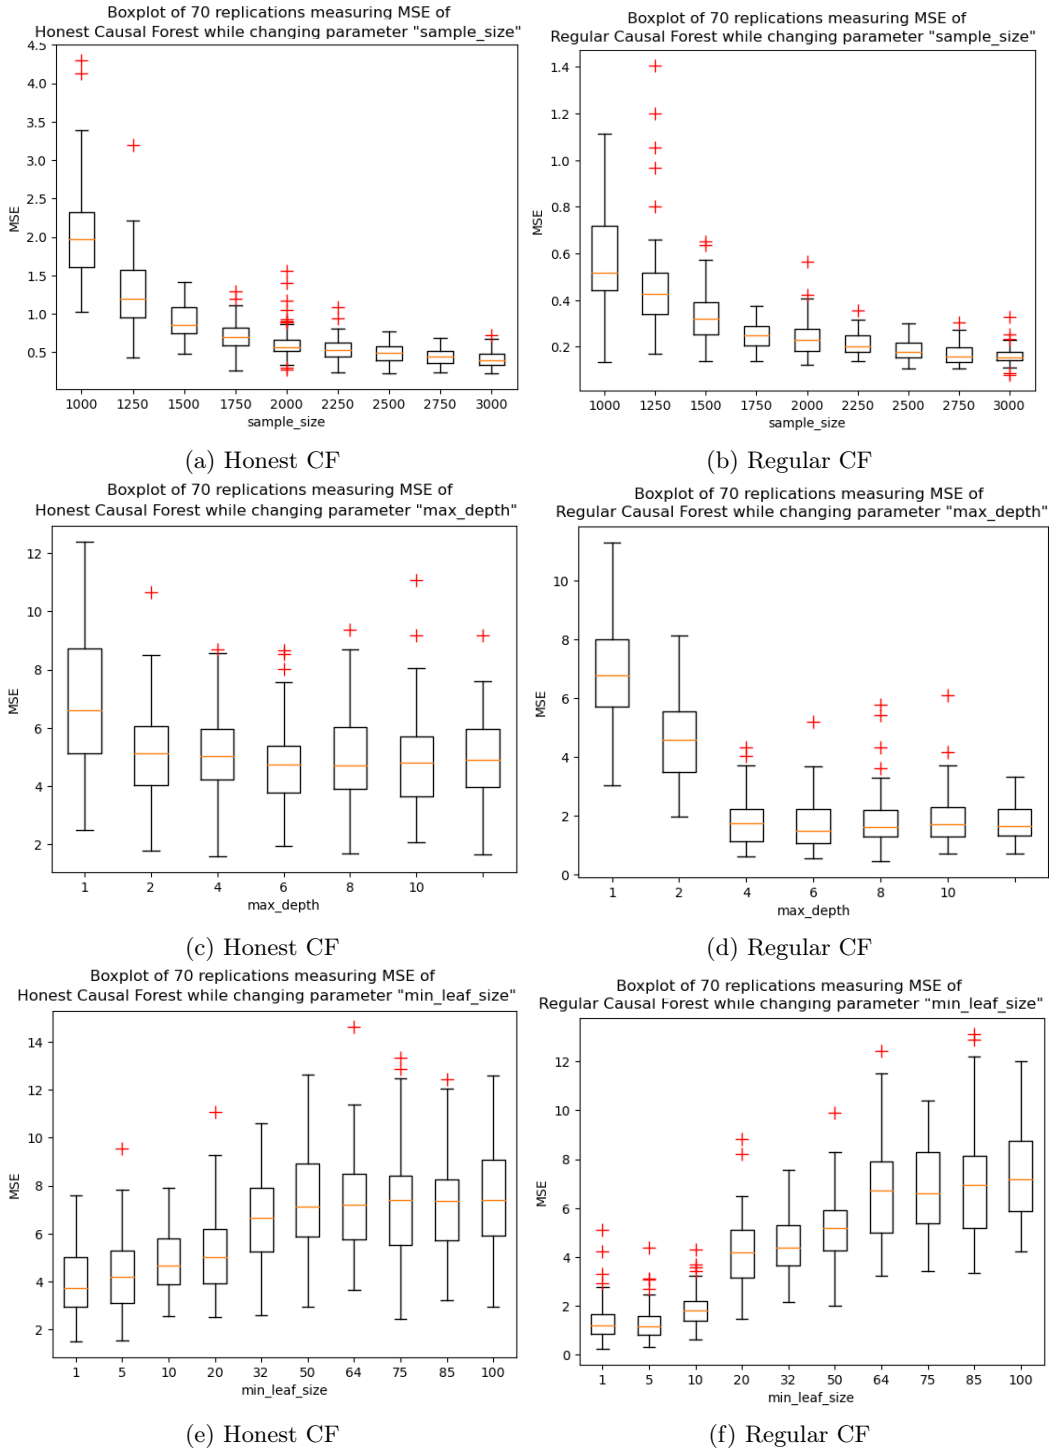 Boxplot of 70 replications measuring MSE of
Honest Causal Forest while changing parameter "sample_size"
4.5
4.0
3.5
3.0
2.5
2.0
1.5
1.0
0.5
MSE
1000 1250 1500 1750 2000 2250 2500 2750 3000
sample_size
(a) Honest CF
Boxplot of 70 replications measuring MSE of
Regular Causal Forest while changing parameter "sample_size"
1.4
1.2
1.0
0.8
0.6
0.4
0.2
MSE
1000 1250 1500 1750 2000 2250 2500 2750 3000
sample_size
(b) Regular CF
Boxplot of 70 replications measuring MSE of
Honest Causal Forest while changing parameter "max_depth"
12
10
8
6
4
2
MSE
1 2 4 6 8 10
max_depth
(c) Honest CF
Boxplot of 70 replications measuring MSE of
Regular Causal Forest while changing parameter "max_depth"
10
8
6
4
2
0
MSE
1 2 4 6 8 10
max_depth
(d) Regular CF
Boxplot of 70 replications measuring MSE of
Honest Causal Forest while changing parameter "min_leaf_size"
14
12
10
8
6
4
2
MSE
1 5 10 20 32 50 64 75 85 100
min_leaf_size
(e) Honest CF
Boxplot of 70 replications measuring MSE of
Regular Causal Forest while changing parameter "min_leaf_size"
12
10
8
6
4
2
0
MSE
1 5 10 20 32 50 64 75 85 100
min_leaf_size
(f) Regular CF